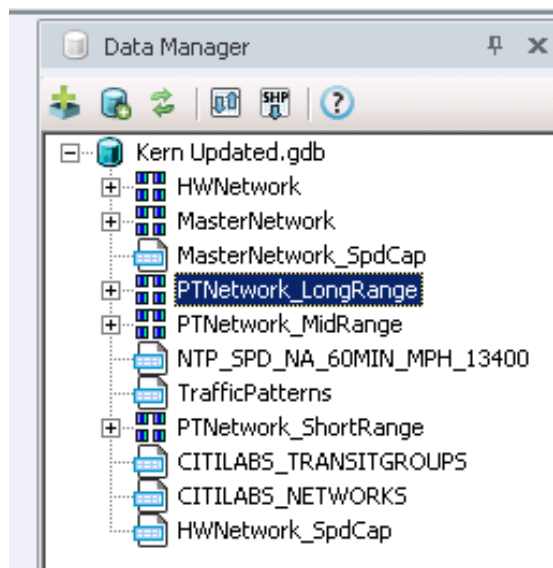 Data Manager
SHP
Kern Updated.gdb
HWNetwork
MasterNetwork
MasterNetwork_SpdCap
PTNetwork_LongRange
PTNetwork_MidRange
NTP_SPD_NA_60MIN_MPH_13400
TrafficPatterns
PTNetwork_ShortRange
CITILABS_TRANSITGROUPS
CITILABS_NETWORKS
HWNetwork_SpdCap